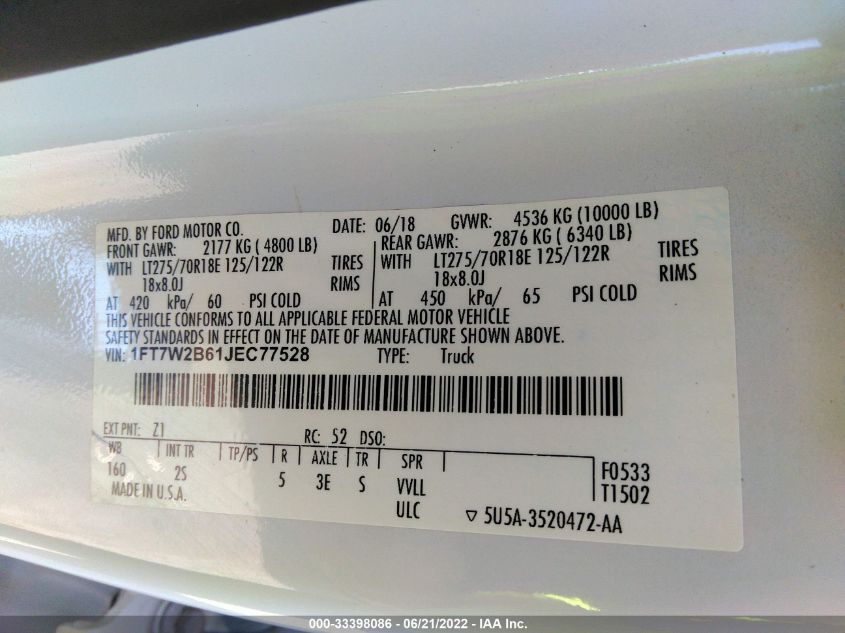 MFD. BY FORD MOTOR CO. DATE: 06/18 GVWR: 4536 KG (10000 LB)
FRONT GAWR: 2177 KG ( 4800 LB) REAR GAWR: 2876 KG ( 6340 LB)
WITH LT275/70R18E 125/122R TIRES WITH LT275/70R18E 125/122R TIRES
18x8.0J RIMS 18x8.0J RIMS
AT 420 kPa/ 60 PSI COLD AT 450 kPa/ 65 PSI COLD
THIS VEHICLE CONFORMS TO ALL APPLICABLE FEDERAL MOTOR VEHICLE
SAFETY STANDARDS IN EFFECT ON THE DATE OF MANUFACTURE SHOWN ABOVE.
VIN: 1FT7W2B61JEC77528 TYPE: Truck
EXT PNT: Z1 RC: 52 DSO:
WB INT TR TP/PS R AXLE TR SPR F0533
160 2S 5 3E S VVLL T1502
MADE IN U.S.A. ULC ▽ 5U5A-3520472-AA
000-33398086 - 06/21/2022 - IAA Inc.